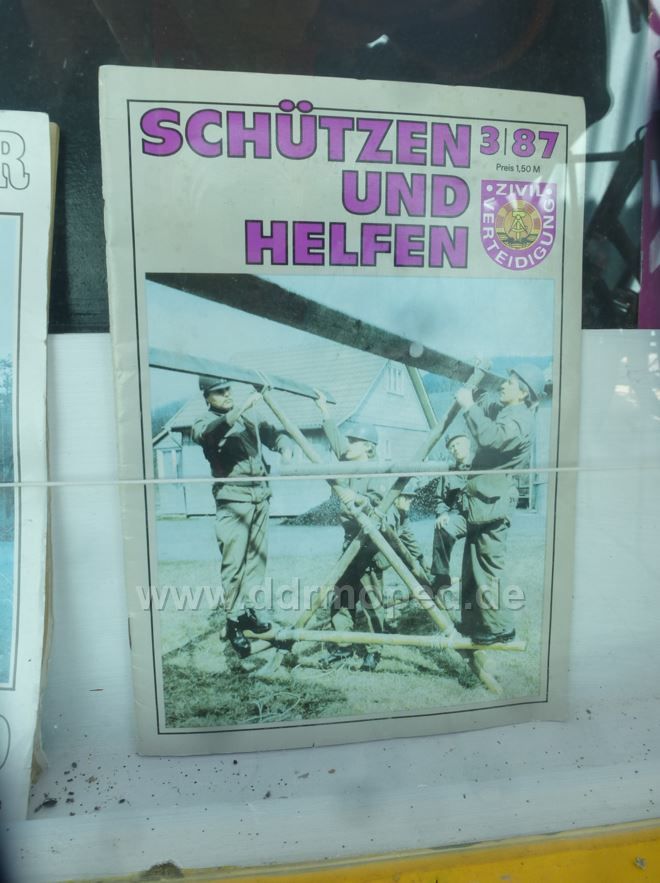 SCHÜTZEN
UND
HELFEN
3|87
Preis 1,50 M
• ZIVIL •
VERTEIDIGUNG
R
www.ddrmoped.de